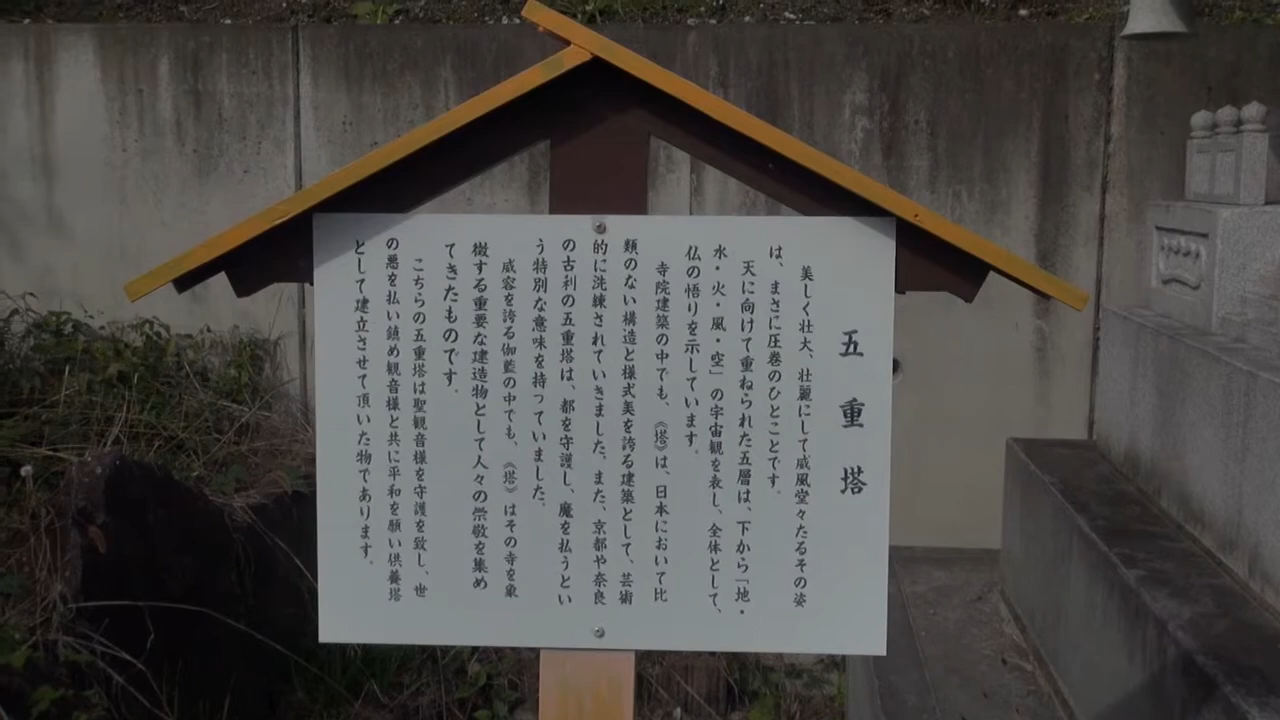 五重塔
美しく壮大、壮麗にして威風堂々たるその姿
は、まさに圧巻のひとことです。
天に向けて重ねられた五層は、下から「地・
水・火・風・空」の宇宙観を表し、全体として、
仏の悟りを示しています。
寺院建築の中でも、《塔》は、日本において比
類のない構造と様式美を誇る建築として、芸術
的に洗練されていきました。また、京都や奈良
の古刹の五重塔は、都を守護し、魔を払うとい
う特別な意味を持っていました。
威容を誇る伽藍の中でも、《塔》はその寺を象
徴する重要な建造物として人々の崇敬を集め
てきたものです。
こちらの五重塔は聖観音様を守護を致し、世
の悪を払い鎮め観音様と共に平和を願い供養塔
として建立させて頂いた物であります。